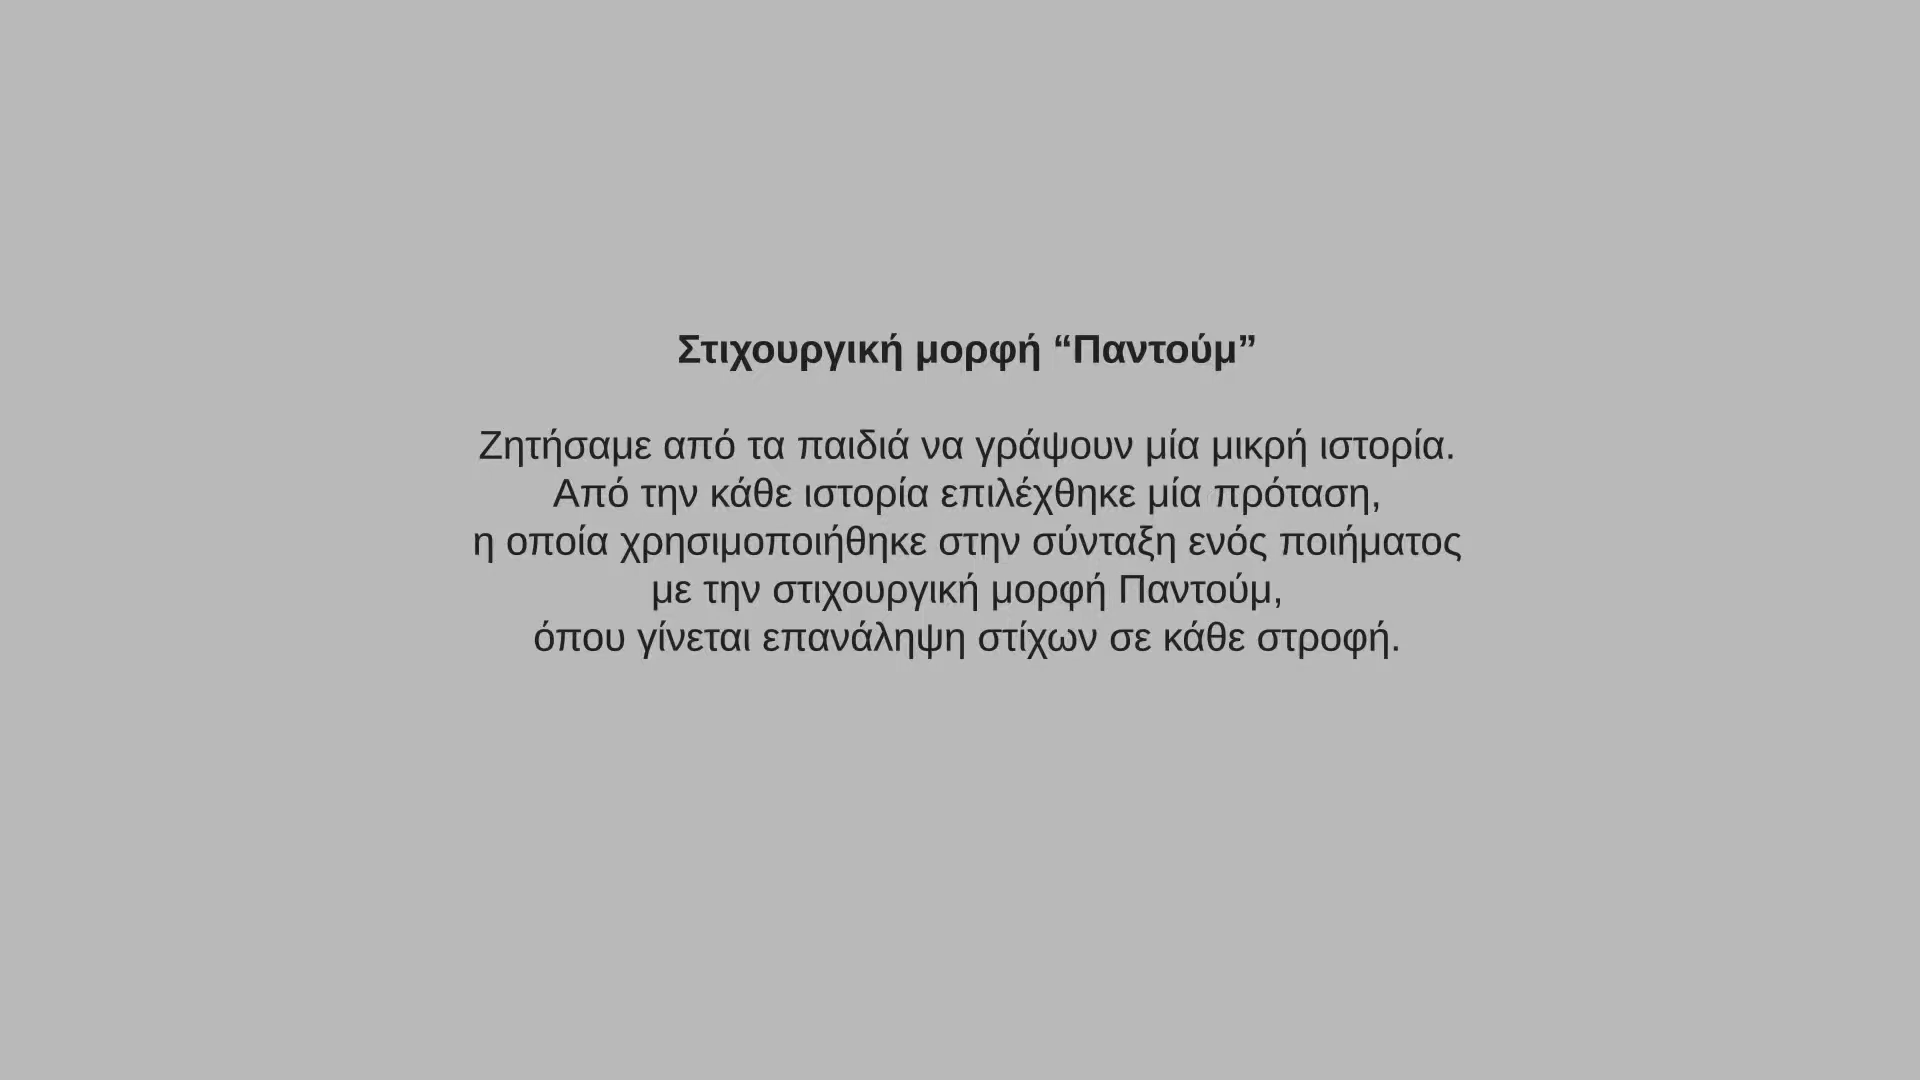 Στιχουργική μορφή “Παντούμ”
Ζητήσαμε από τα παιδιά να γράψουν μία μικρή ιστορία.
Από την κάθε ιστορία επιλέχθηκε μία πρόταση,
η οποία χρησιμοποιήθηκε στην σύνταξη ενός ποιήματος
με την στιχουργική μορφή Παντούμ,
όπου γίνεται επανάληψη στίχων σε κάθε στροφή.